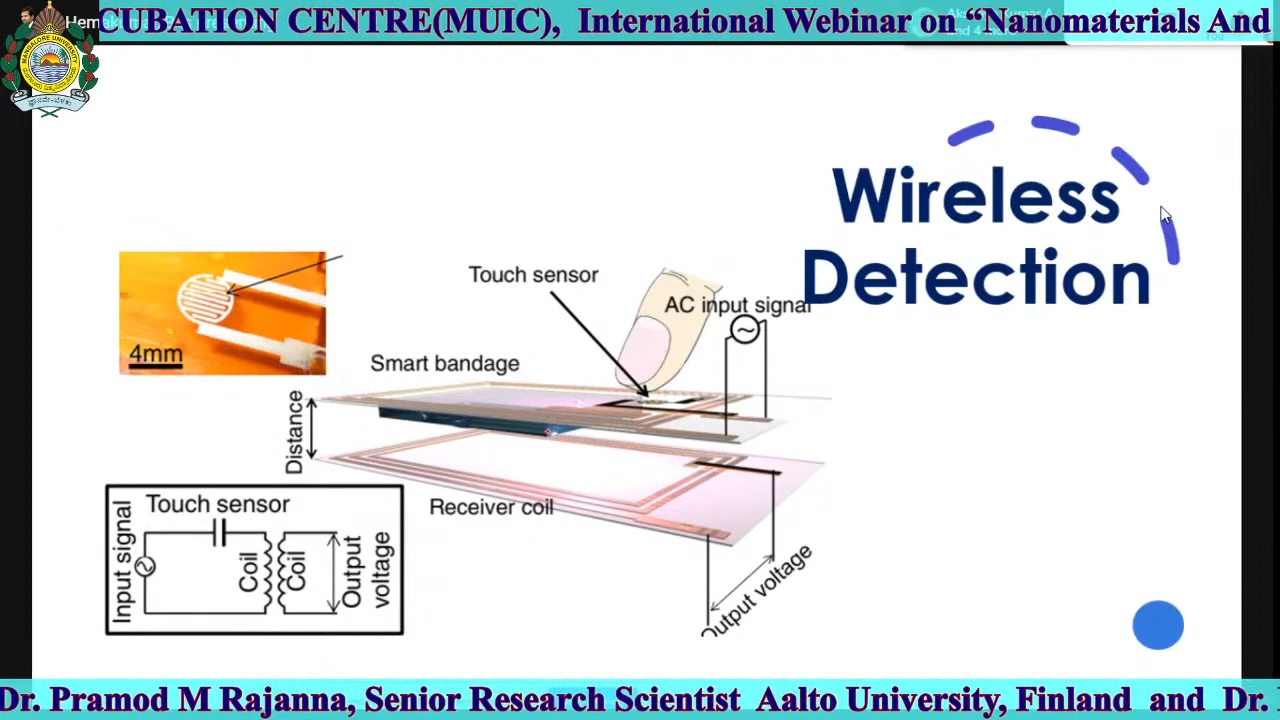 CUBATION CENTRE(MUIC), International Webinar on “Nanomaterials And
MANGALORE UNIVERSITY
Wireless
Detection
4mm
Touch sensor
AC input signal
Smart bandage
Distance
Receiver coil
Output voltage
Touch sensor
Input signal
Coil
Coil
Output
voltage
Dr. Pramod M Rajanna, Senior Research Scientist Aalto University, Finland and Dr.